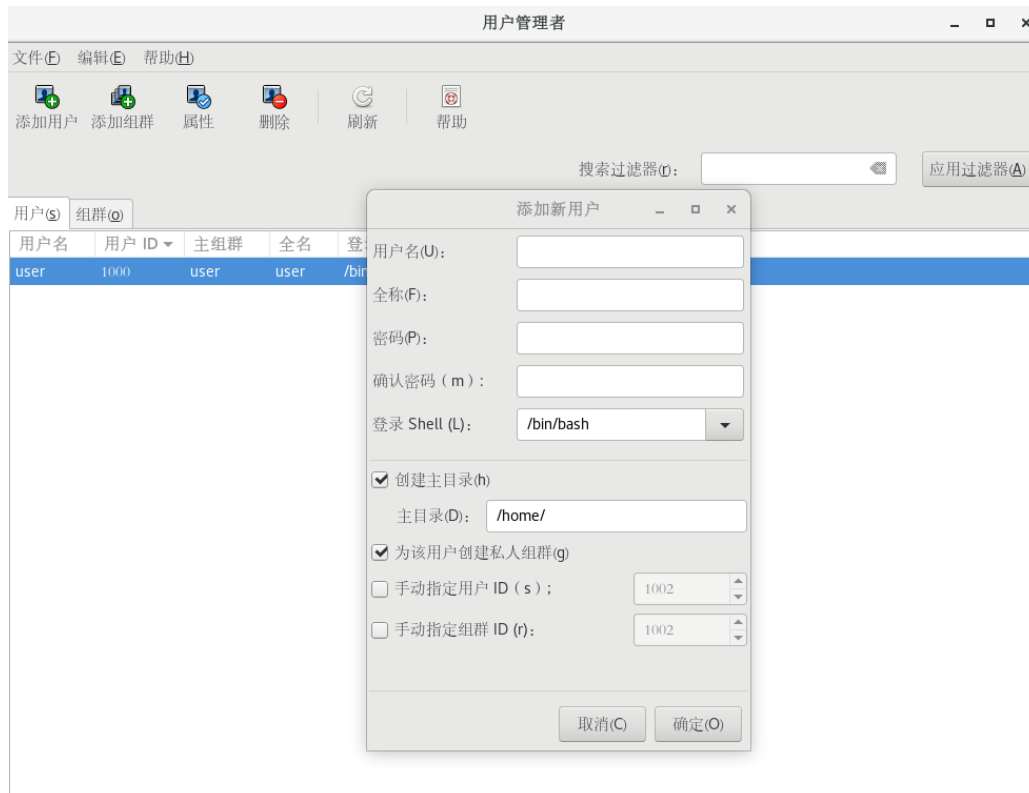 用户管理者
文件(F) 编辑(E) 帮助(H)
添加用户 添加组群 属性 删除 刷新 帮助
搜索过滤器(r)： 应用过滤器(A)
用户(s) 组群(o)
用户名 用户 ID 主组群 全名 登
user 1000 user user /bin
添加新用户
用户名(U)：
全称(F)：
密码(P)：
确认密码（m）:
登录 Shell (L)： /bin/bash
创建主目录(h)
主目录(D)： /home/
为该用户创建私人组群(g)
手动指定用户 ID（s）; 1002
手动指定组群 ID (r)： 1002
取消(C) 确定(O)